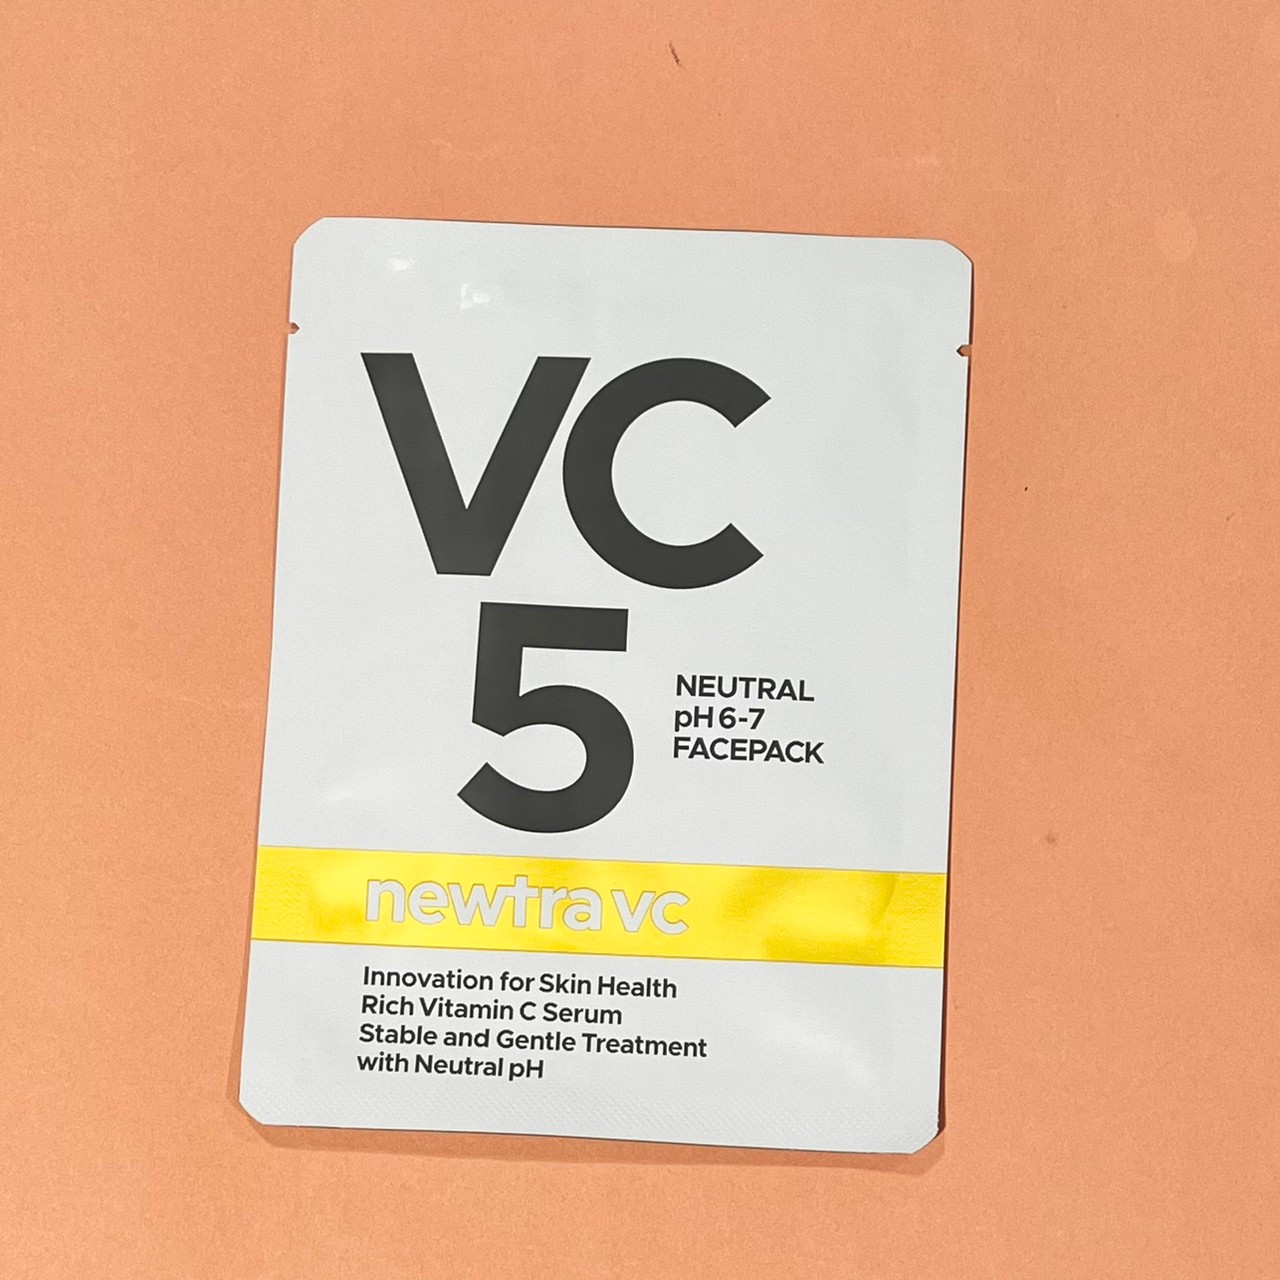 VC
5
NEUTRAL
pH 6-7
FACEPACK
newtra vc
Innovation for Skin Health
Rich Vitamin C Serum
Stable and Gentle Treatment
with Neutral pH